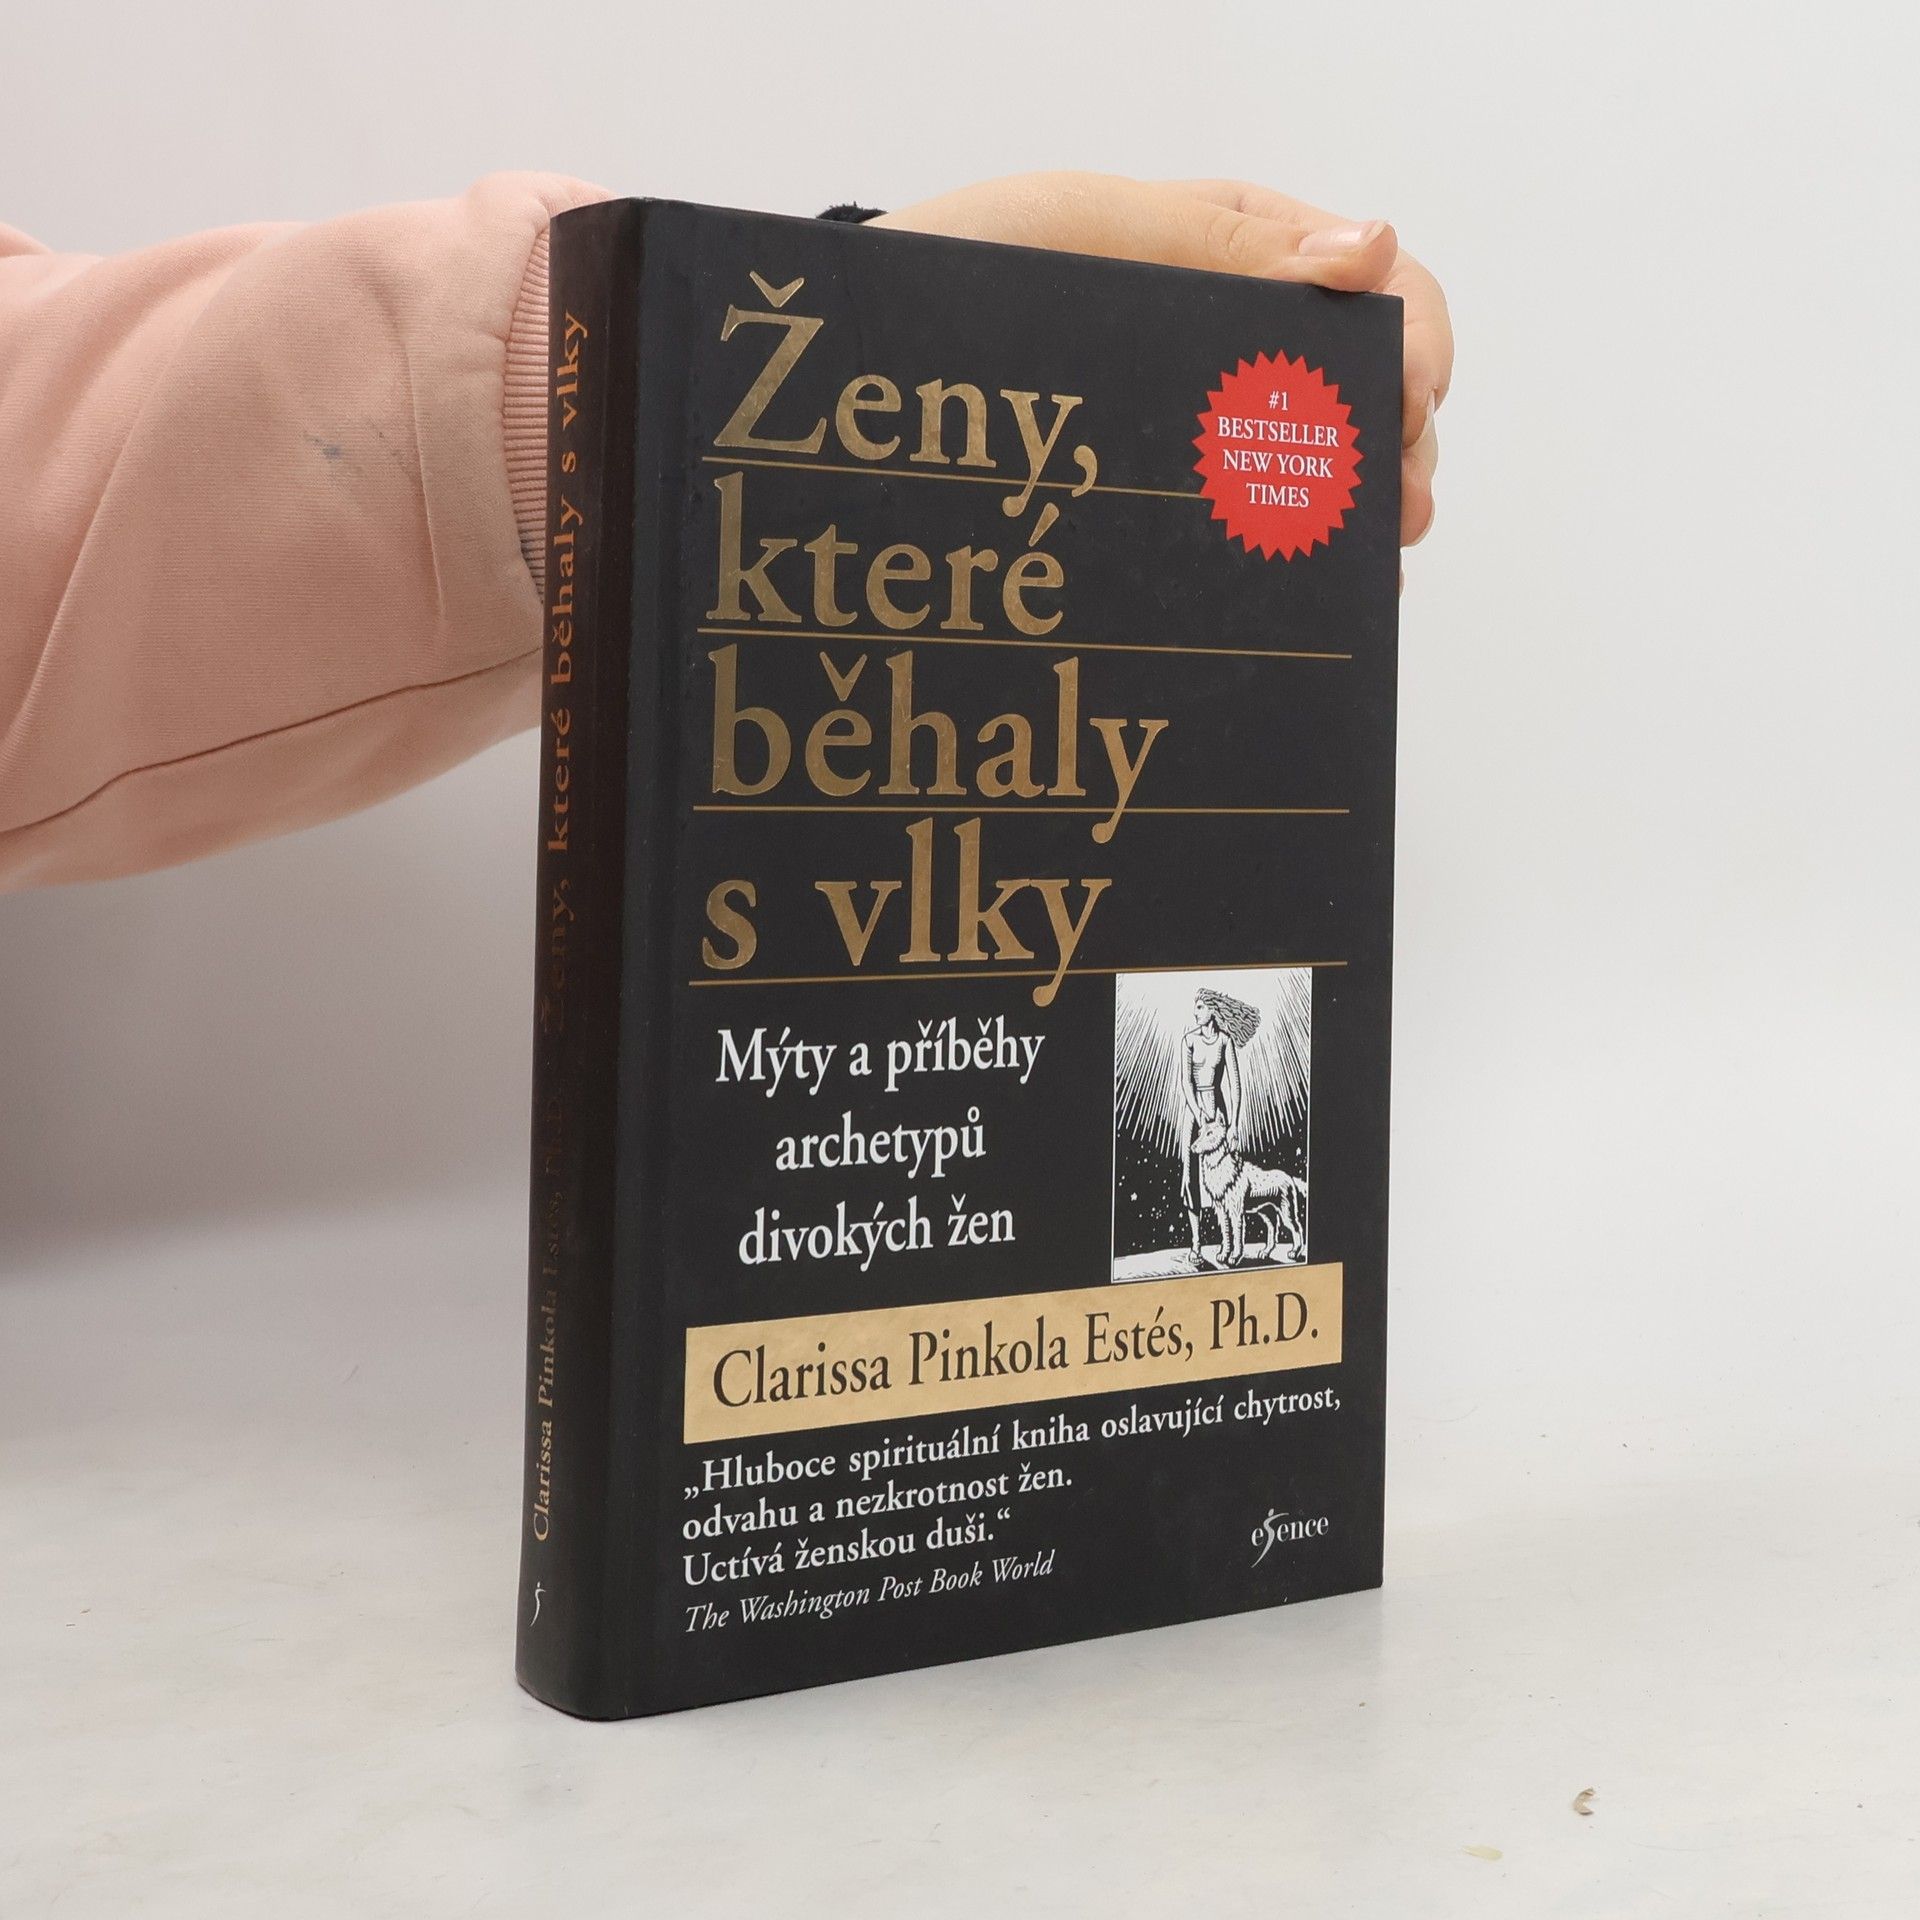 Ženy, které běhaly s vlky
Clarissa Pinkola Estés, Ph.D.
Ženy,
které
běhaly
s vlky
#1
BESTSELLER
NEW YORK
TIMES
Mýty a příběhy
archetypů
divokých žen
Clarissa Pinkola Estés, Ph.D.
„Hluboce spirituální kniha oslavující chytrost,
odvahu a nezkrotnost žen.
Uctívá ženskou duši.“
The Washington Post Book World
esence